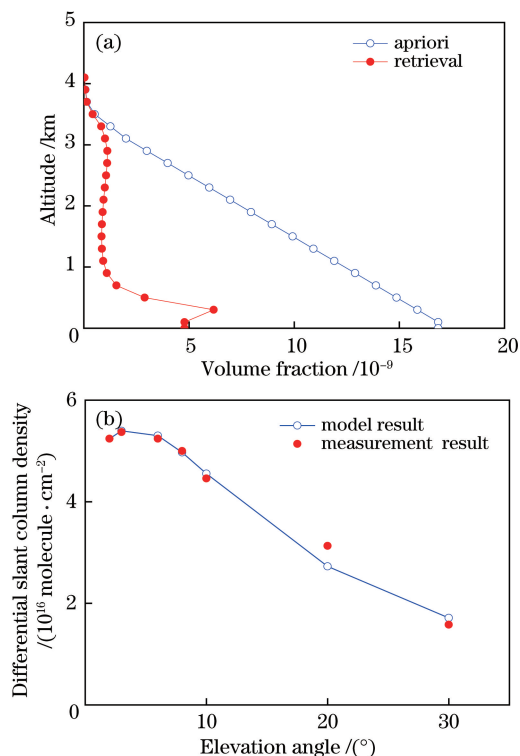 (a)
apriori
retrieval
5
4
3
2
1
0
Altitude /km
5
10
15
20
Volume fraction /10⁻⁹
(b)
model result
measurement result
6
4
2
0
Differential slant column density
/(10¹⁶ molecule · cm⁻²)
10
20
30
Elevation angle /(°)